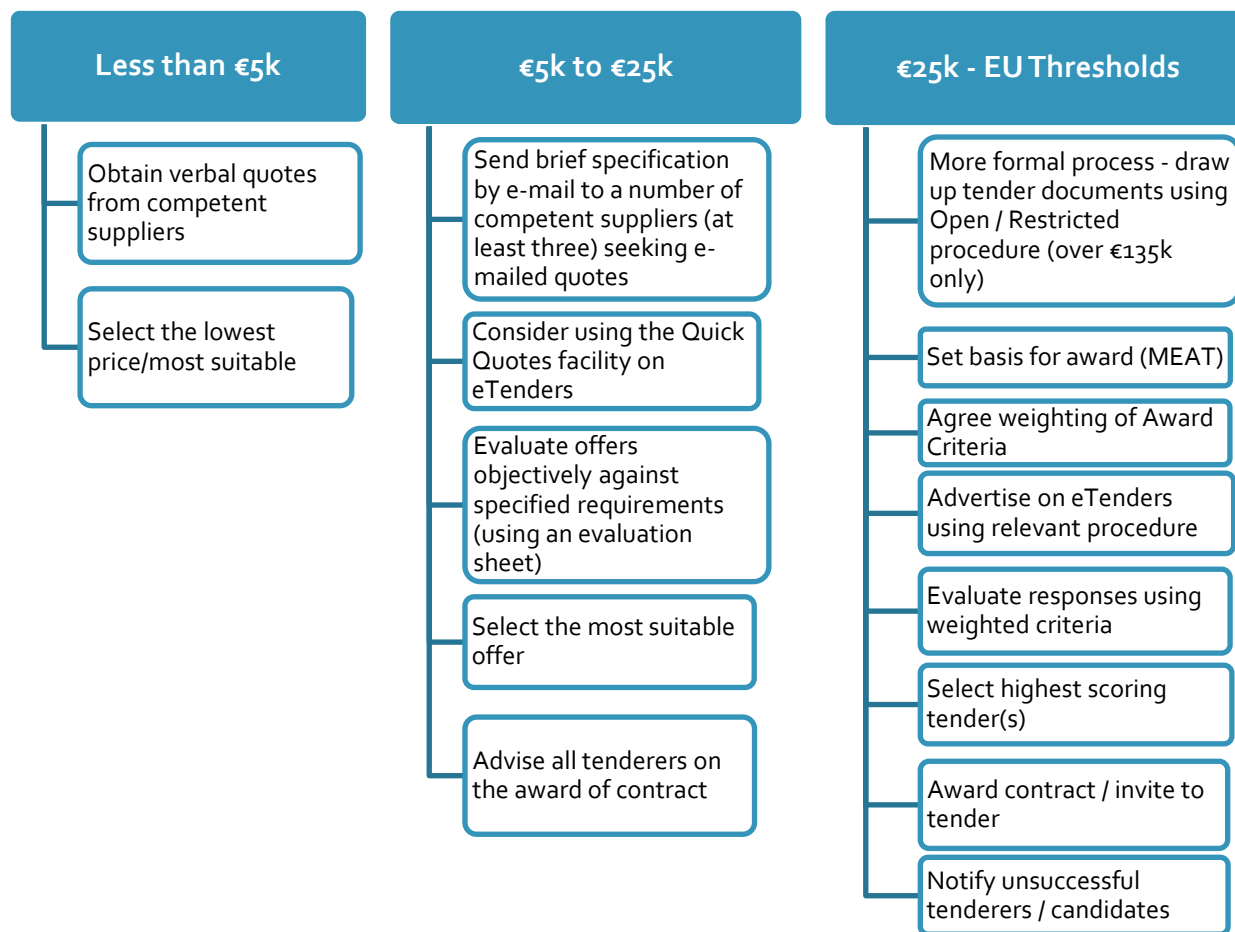 Less than €5k
Obtain verbal quotes
from competent
suppliers
Select the lowest
price/most suitable
€5k to €25k
Send brief specification
by e-mail to a number of
competent suppliers (at
least three) seeking e-
mailed quotes
Consider using the Quick
Quotes facility on
eTenders
Evaluate offers
objectively against
specified requirements
(using an evaluation
sheet)
Select the most suitable
offer
Advise all tenderers on
the award of contract
€25k - EU Thresholds
More formal process - draw
up tender documents using
Open / Restricted
procedure (over €135k
only)
Set basis for award (MEAT)
Agree weighting of Award
Criteria
Advertise on eTenders
using relevant procedure
Evaluate responses using
weighted criteria
Select highest scoring
tender(s)
Award contract / invite to
tender
Notify unsuccessful
tenderers / candidates